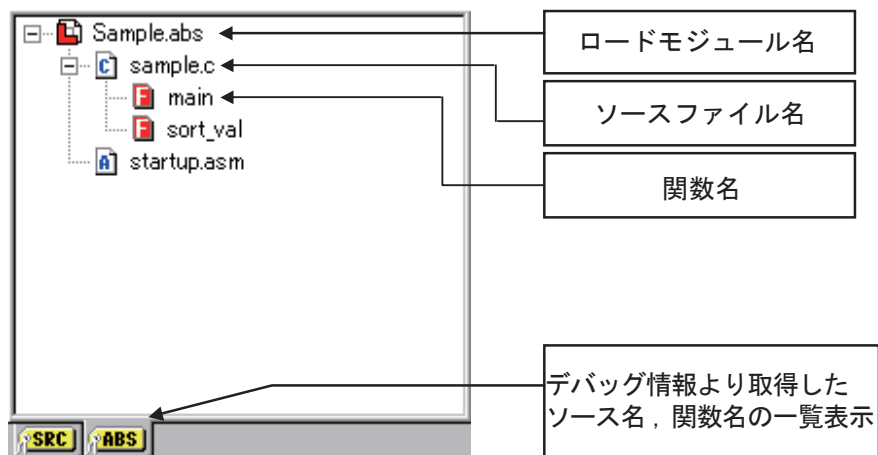 Sample.abs
ロードモジュール名
sample.c
ソースファイル名
main
関数名
sort_val
startup.asm
デバッグ情報より取得した
ソース名 , 関数名の一覧表示
SRC ABS